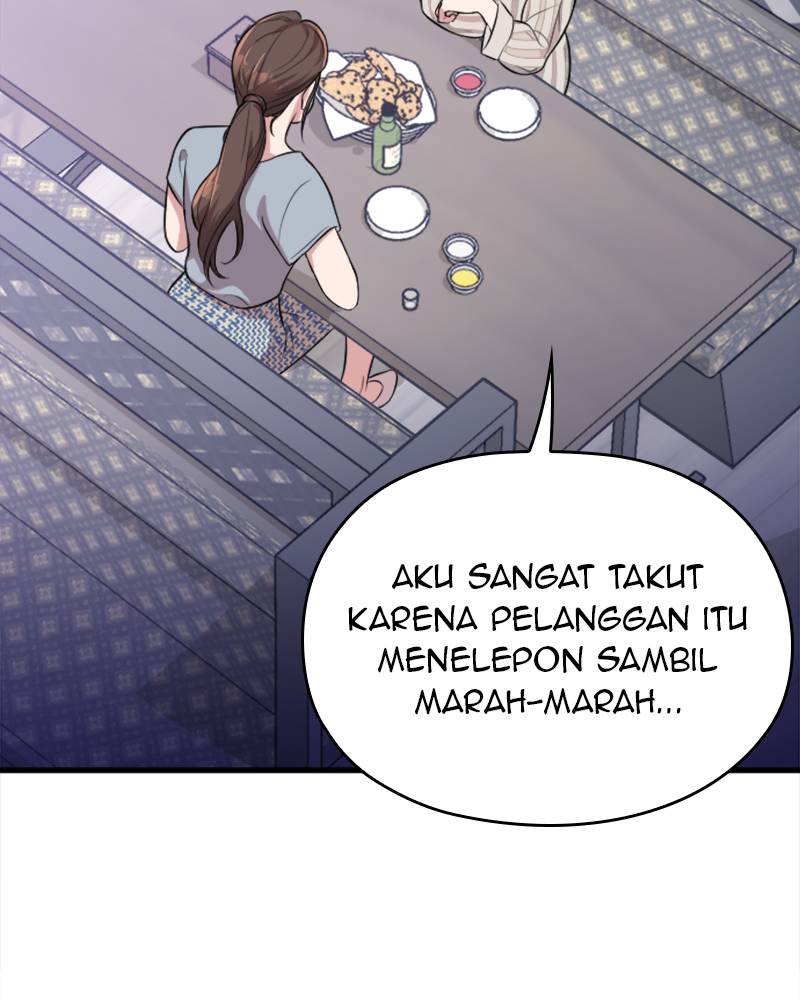 AKU SANGAT TAKUT
KARENA PELANGGAN ITU
MENELEPON SAMBIL
MARAH-MARAH...